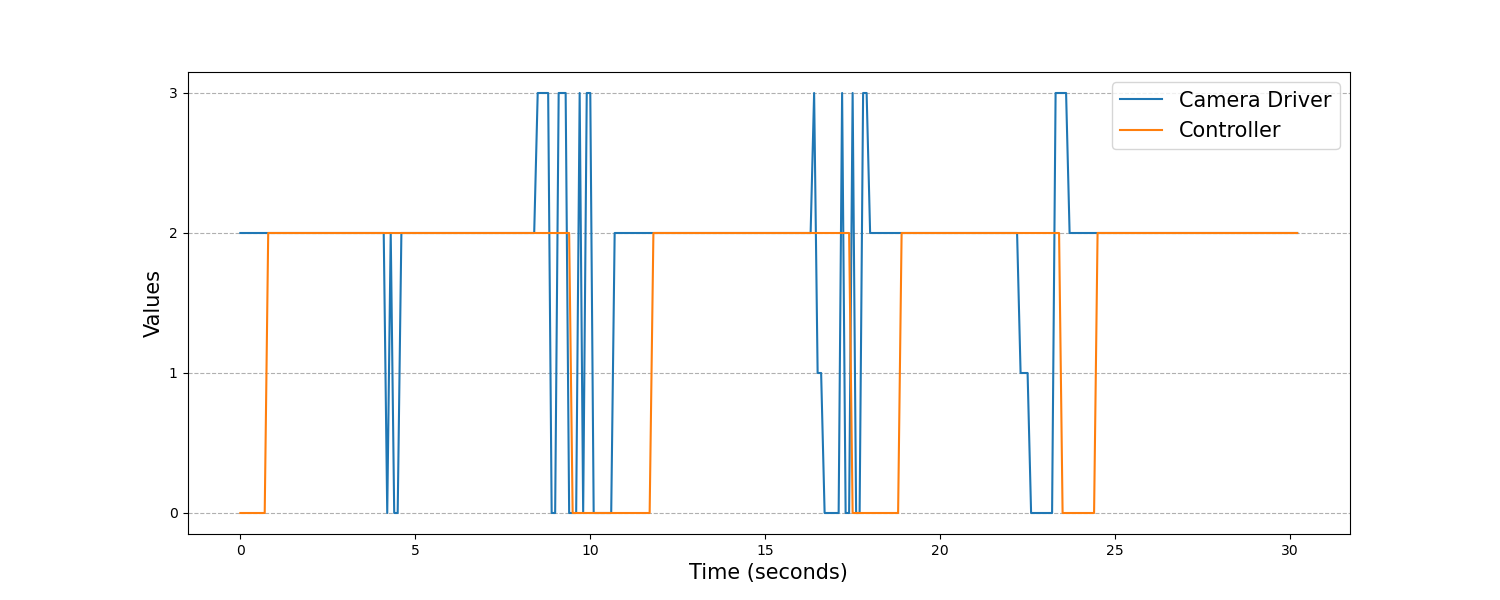 Camera Driver
Controller
Values
3
2
1
0
0 5 10 15 20 25 30
Time (seconds)